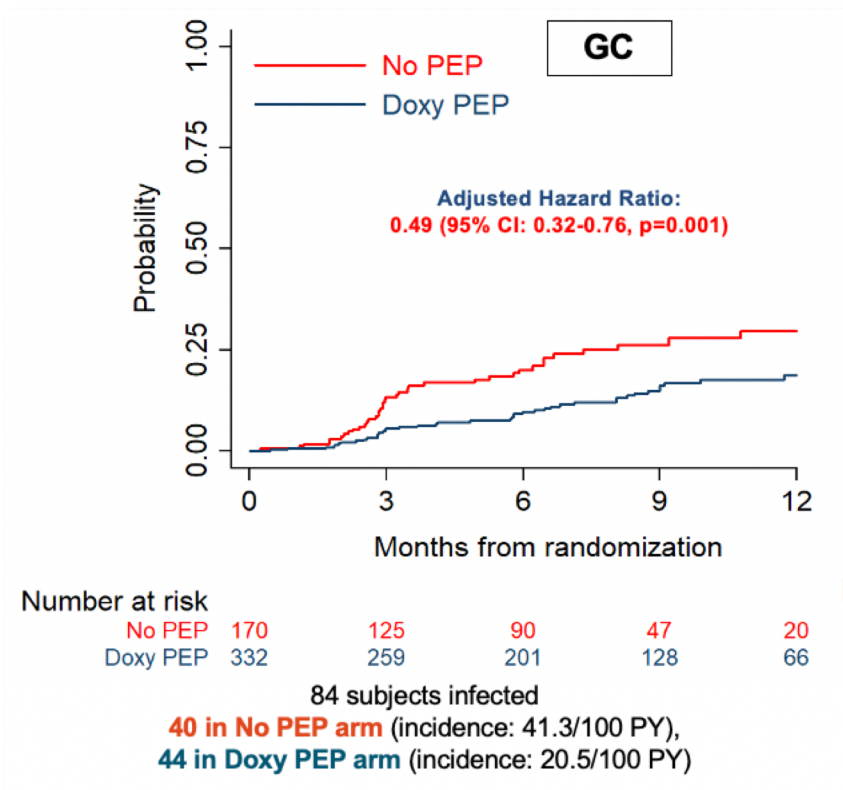 GC
No PEP
Doxy PEP
Adjusted Hazard Ratio:
0.49 (95% CI: 0.32-0.76, p=0.001)
Probability
1.00
0.75
0.50
0.25
0.00
0 3 6 9 12
Months from randomization
Number at risk
No PEP 170 125 90 47 20
Doxy PEP 332 259 201 128 66
84 subjects infected
40 in No PEP arm (incidence: 41.3/100 PY),
44 in Doxy PEP arm (incidence: 20.5/100 PY)